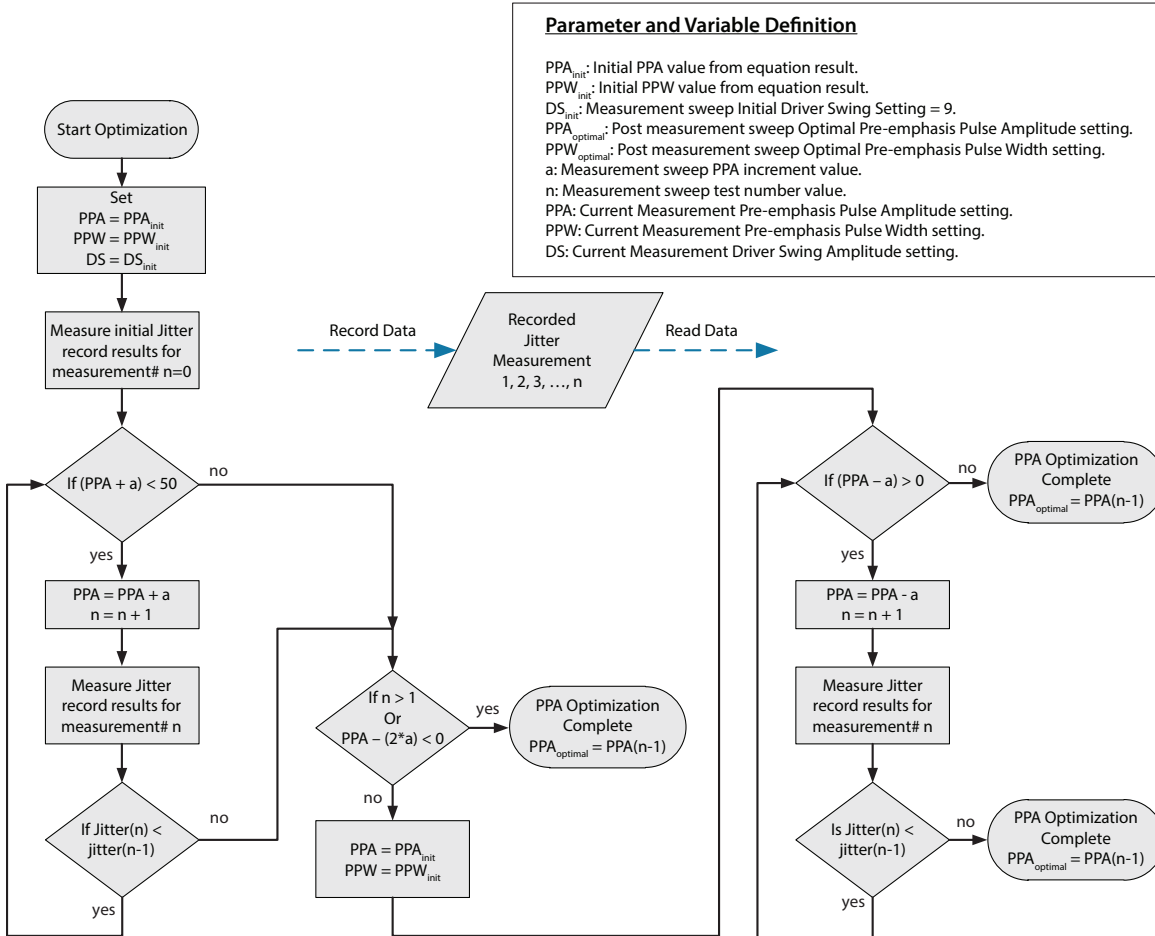 Parameter and Variable Definition
PPAinit: Initial PPA value from equation result.
PPWinit: Initial PPW value from equation result.
DSinit: Measurement sweep Initial Driver Swing Setting = 9.
PPAoptimal: Post measurement sweep Optimal Pre-emphasis Pulse Amplitude setting.
PPWoptimal: Post measurement sweep Optimal Pre-emphasis Pulse Width setting.
a: Measurement sweep PPA increment value.
n: Measurement sweep test number value.
PPA: Current Measurement Pre-emphasis Pulse Amplitude setting.
PPW: Current Measurement Pre-emphasis Pulse Width setting.
DS: Current Measurement Driver Swing Amplitude setting.
Start Optimization
Set
PPA = PPAinit
PPW = PPWinit
DS = DSinit
Measure initial Jitter
record results for
measurement# n=0
Record Data
Recorded
Jitter
Measurement
1, 2, 3, …, n
Read Data
If (PPA + a) < 50
no
yes
PPA = PPA + a
n = n + 1
Measure Jitter
record results for
measurement# n
If Jitter(n) <
jitter(n-1)
no
yes
If n > 1
Or
PPA – (2*a) < 0
yes
no
PPA Optimization
Complete
PPAoptimal = PPA(n-1)
PPA = PPAinit
PPW = PPWinit
If (PPA – a) > 0
no
yes
PPA Optimization
Complete
PPAoptimal = PPA(n-1)
PPA = PPA - a
n = n + 1
Measure Jitter
record results for
measurement# n
Is Jitter(n) <
jitter(n-1)
no
yes
PPA Optimization
Complete
PPAoptimal = PPA(n-1)